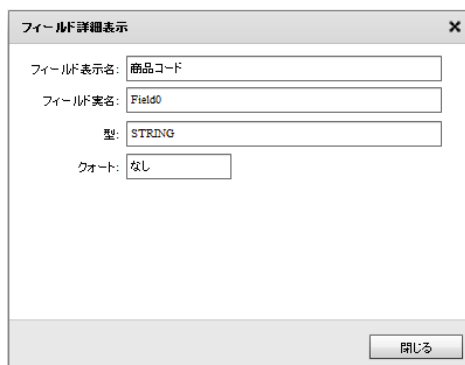 フィールド詳細表示
フィールド表示名: 商品コード
フィールド実名: Field0
型: STRING
クォート: なし
閉じる